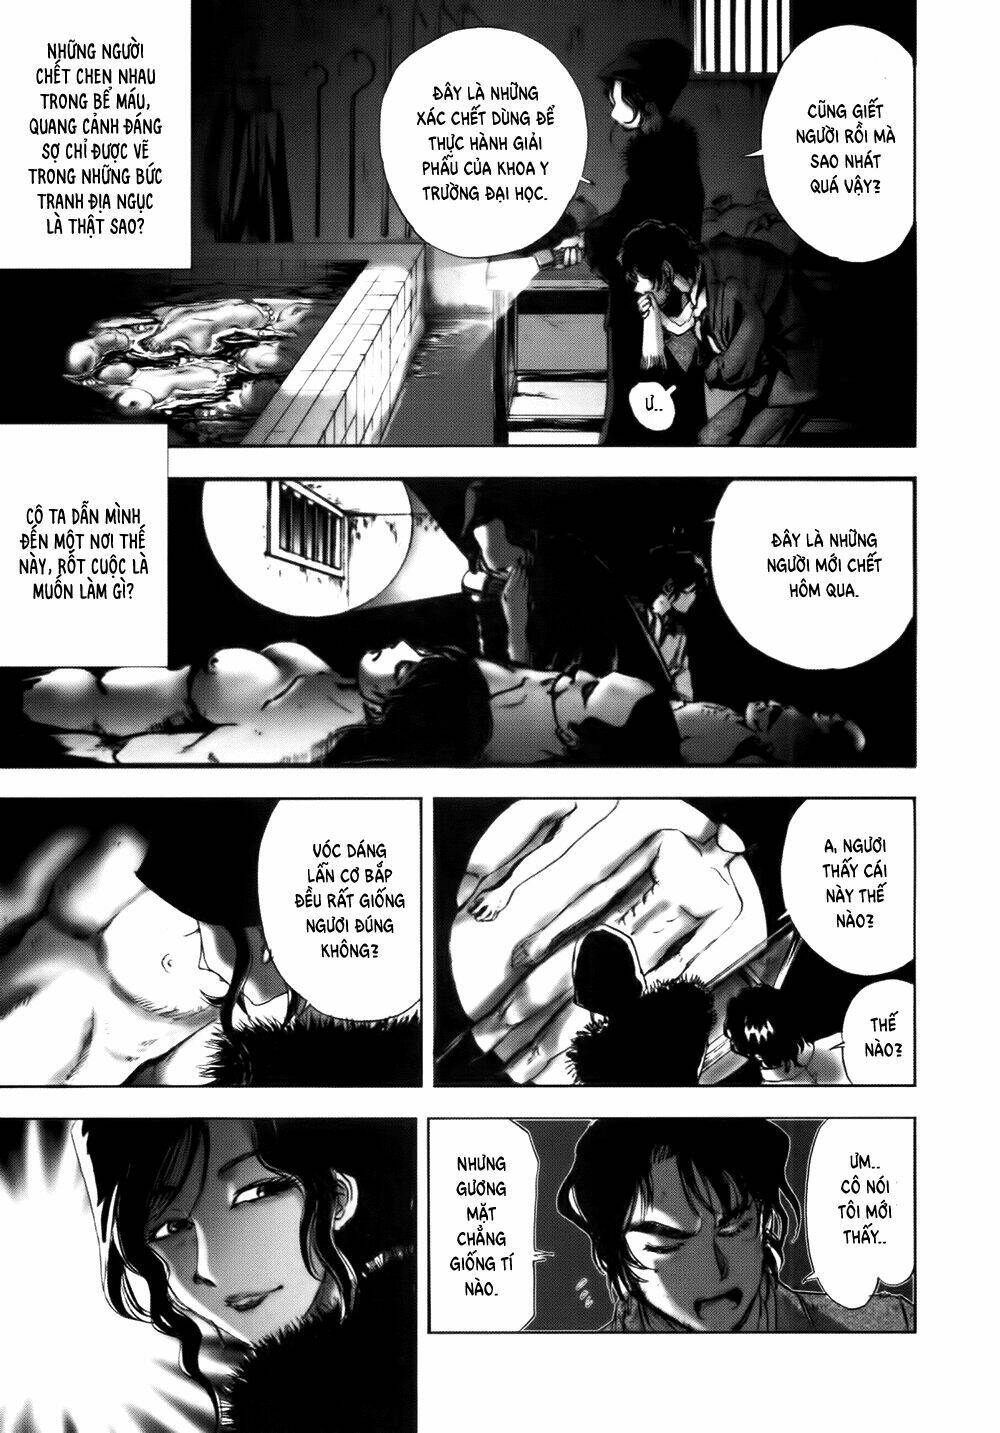 CŨNG GIẾT
NGƯỜI RỒI MÀ
SAO NHÁT
QUÁ VẬY?
ĐÂY LÀ NHỮNG
XÁC CHẾT DÙNG ĐỂ
THỰC HÀNH GIẢI
PHẪU CỦA KHOA Y
TRƯỜNG ĐẠI HỌC.
Ư..
NHỮNG NGƯỜI
CHẾT CHEN NHAU
TRONG BỂ MÁU,
QUANG CẢNH ĐÁNG
SỢ CHỈ ĐƯỢC VẼ
TRONG NHỮNG BỨC
TRANH ĐỊA NGỤC
LÀ THẬT SAO?
ĐÂY LÀ NHỮNG
NGƯỜI MỚI CHẾT
HÔM QUA.
CÔ TA DẪN MÌNH
ĐẾN MỘT NƠI THẾ
NÀY, RỐT CUỘC LÀ
MUỐN LÀM GÌ?
A, NGƯƠI
THẤY CÁI
NÀY THẾ
NÀO?
THẾ
NÀO?
VÓC DÁNG
LẪN CƠ BẮP
ĐỀU RẤT GIỐNG
NGƯƠI ĐÚNG
KHÔNG?
ƯM..
CÔ NÓI
TÔI MỚI
THẤY..
NHƯNG
GƯƠNG
MẶT
CHẲNG
GIỐNG TÍ
NÀO.